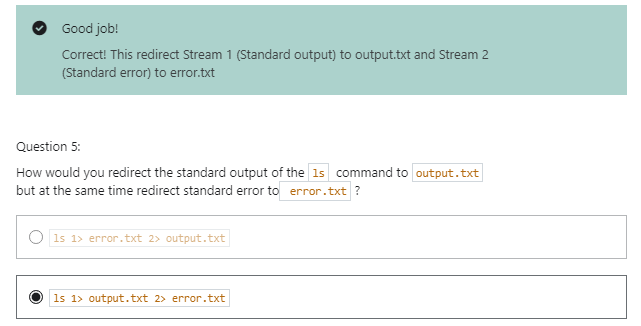 Good job!
Correct! This redirect Stream 1 (Standard output) to output.txt and Stream 2
(Standard error) to error.txt
Question 5:
How would you redirect the standard output of the ls command to output.txt
but at the same time redirect standard error to error.txt ?
ls 1> error.txt 2> output.txt
ls 1> output.txt 2> error.txt